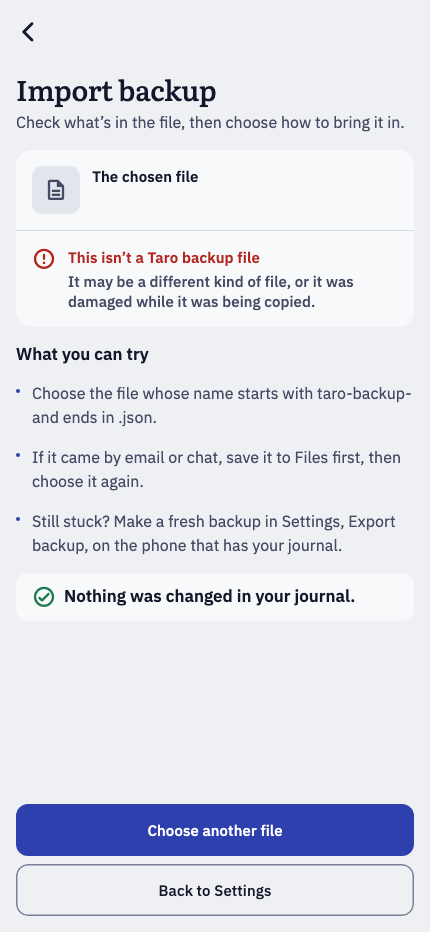 Import backup
Check what’s in the file, then choose how to bring it in.
The chosen file
This isn’t a Taro backup file
It may be a different kind of file, or it was
damaged while it was being copied.
What you can try
• Choose the file whose name starts with taro-backup-
and ends in .json.
• If it came by email or chat, save it to Files first, then
choose it again.
• Still stuck? Make a fresh backup in Settings, Export
backup, on the phone that has your journal.
Nothing was changed in your journal.
Choose another file
Back to Settings